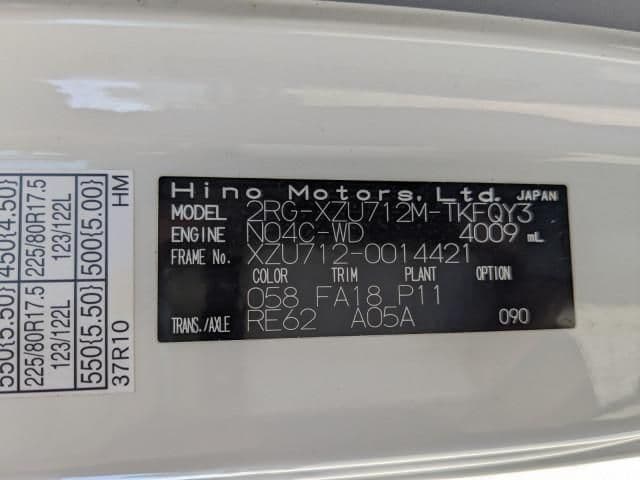 Hino Motors, Ltd. JAPAN
MODEL 2RG-XZU712M-TKFQY3
ENGINE N04C-WD 4009 mL
FRAME No. XZU712-0014421
COLOR TRIM PLANT OPTION
058 FA18 P11
TRANS./AXLE RE62 A05A 090
550{5.50} 450{4.50}
225/80R17.5 225/80R17.5
123/122L 123/122L
550{5.50} 500{5.00}
37R10 HM